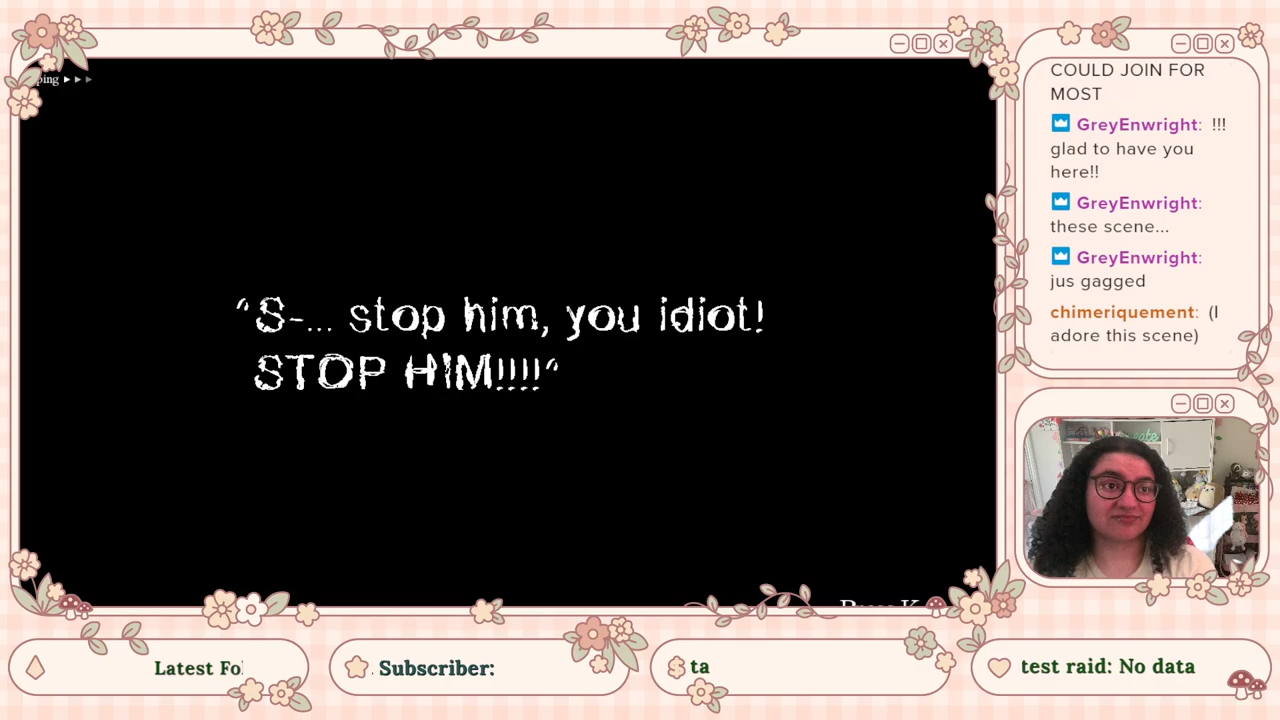 ping
"S-... stop him, you idiot!
STOP HIM!!!!"
COULD JOIN FOR
MOST
GreyEnwright: !!!
glad to have you
here!!
GreyEnwright:
these scene...
GreyEnwright:
jus gagged
chimeriquement: (I
adore this scene)
Latest Fo
Subscriber:
$ ta
test raid: No data